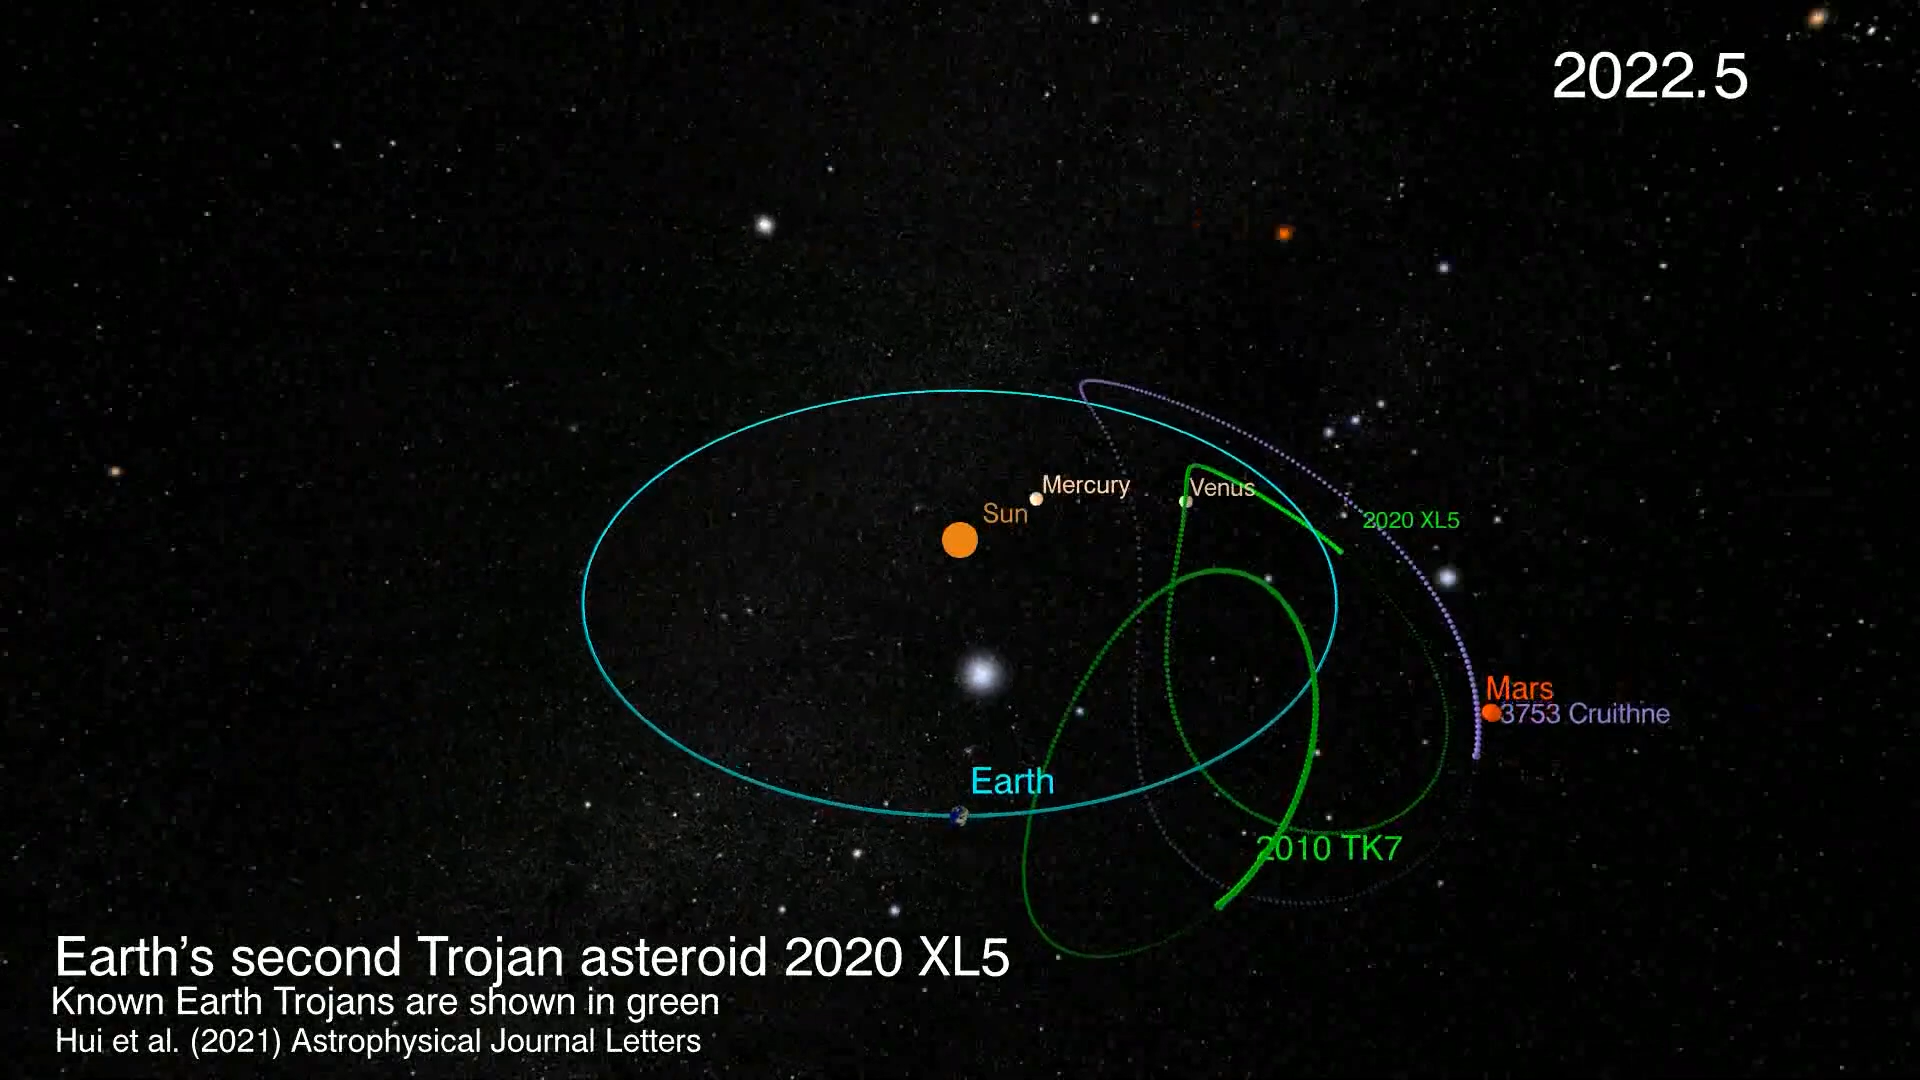 2022.5
Mercury
Venus
Sun
2020 XL5
Mars
3753 Cruithne
Earth
2010 TK7
Earth’s second Trojan asteroid 2020 XL5
Known Earth Trojans are shown in green
Hui et al. (2021) Astrophysical Journal Letters